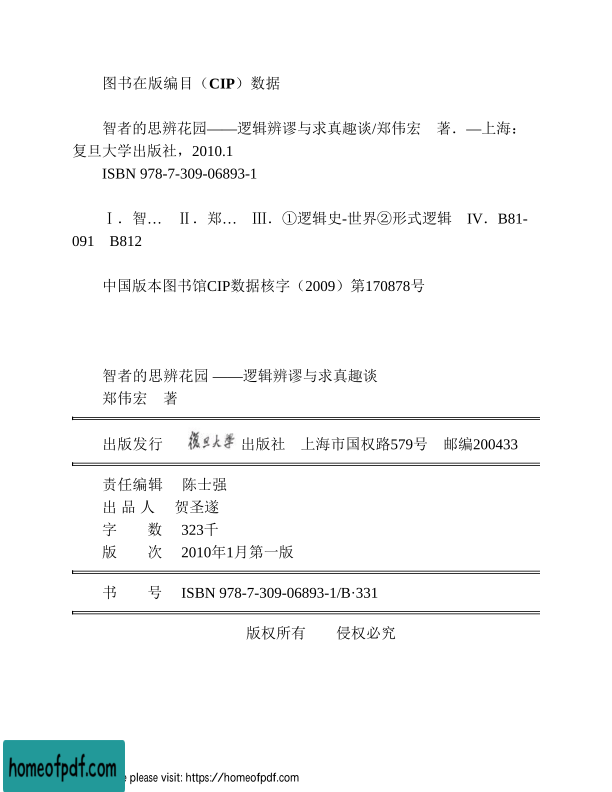 图书在版编目（CIP）数据
智者的思辨花园——逻辑辨谬与求真趣谈/郑伟宏　著．—上海：
复旦大学出版社，2010.1
ISBN 978-7-309-06893-1
Ⅰ．智…　Ⅱ．郑…　Ⅲ．①逻辑史-世界②形式逻辑　Ⅳ．B81-
091　B812
中国版本图书馆CIP数据核字（2009）第170878号
智者的思辨花园 ——逻辑辨谬与求真趣谈
郑伟宏　著
出版发行　復旦大学 出版社　上海市国权路579号　邮编200433
责任编辑　陈士强
出 品 人　贺圣遂
字　　数　323千
版　　次　2010年1月第一版
书　　号　ISBN 978-7-309-06893-1/B·331
版权所有　　侵权必究
homeofpdf.com
please visit: https://homeofpdf.com